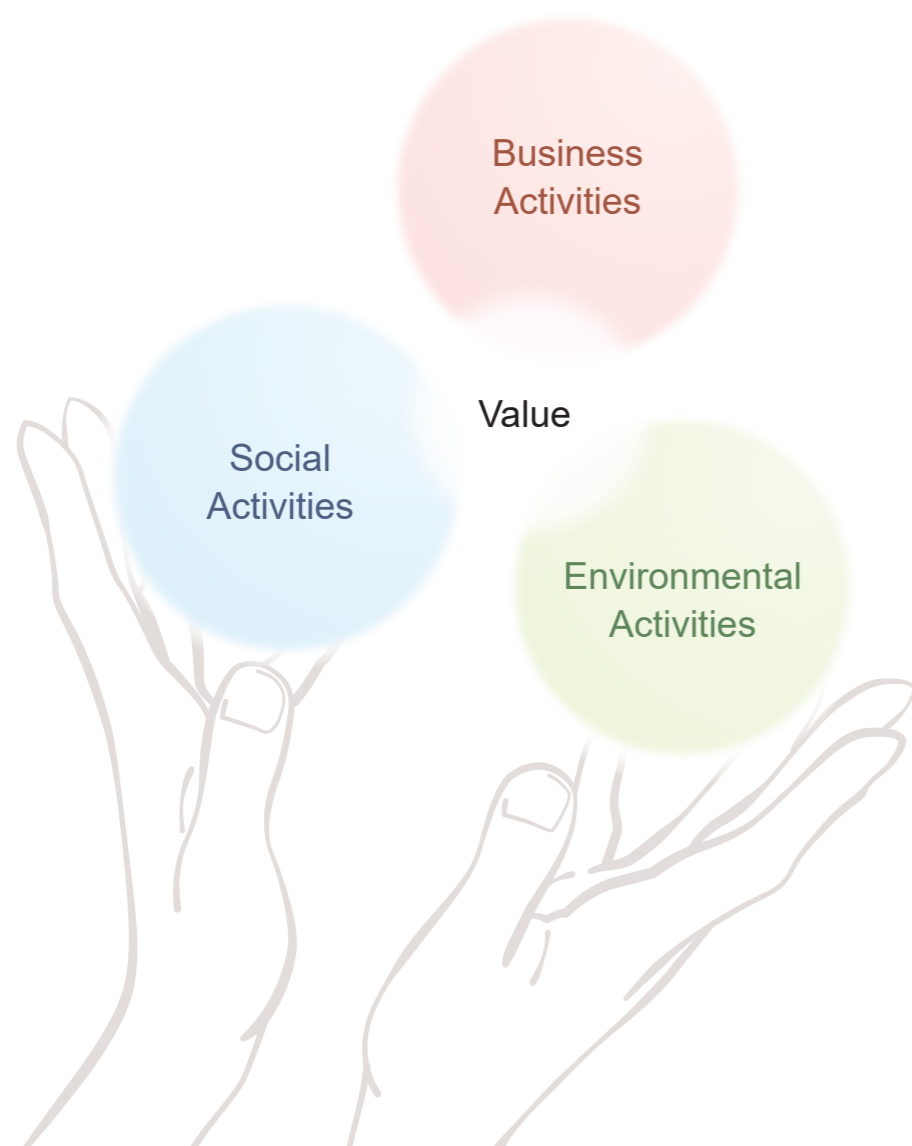 Business
Activities
Value
Social
Activities
Environmental
Activities